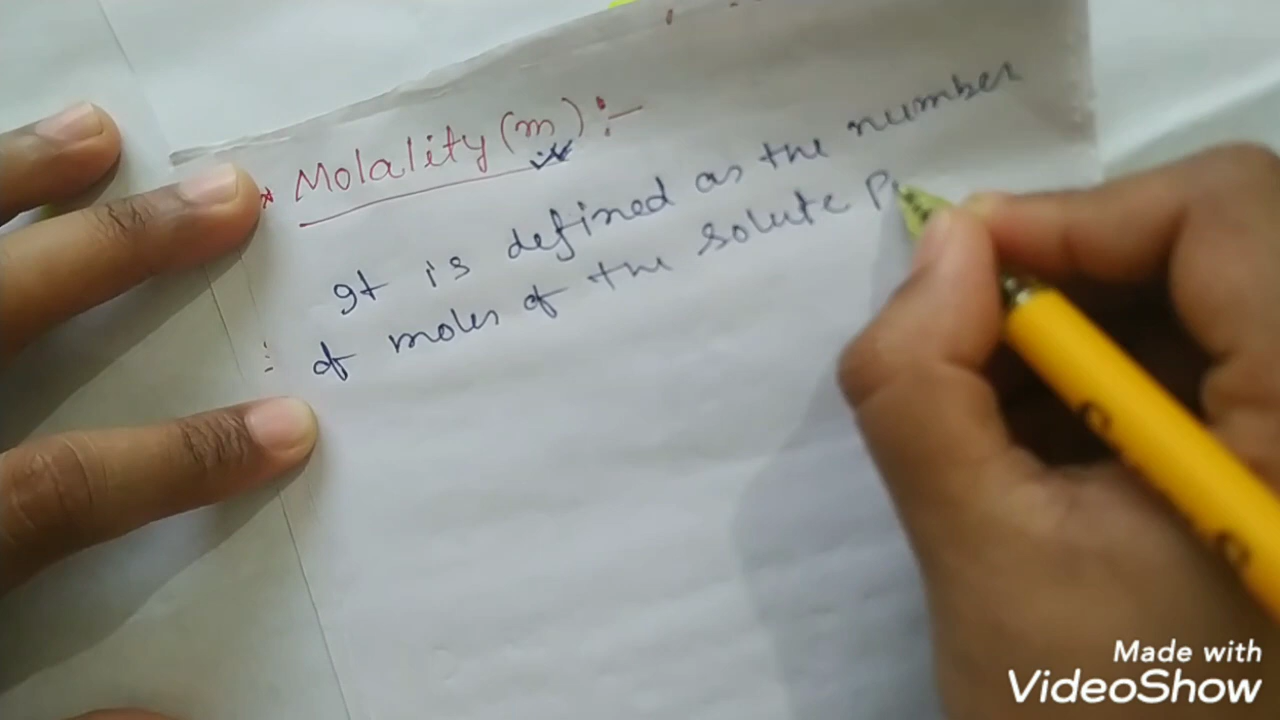 * Molality (m) :-
It is defined as the number
of moles of the solute
Made with
VideoShow